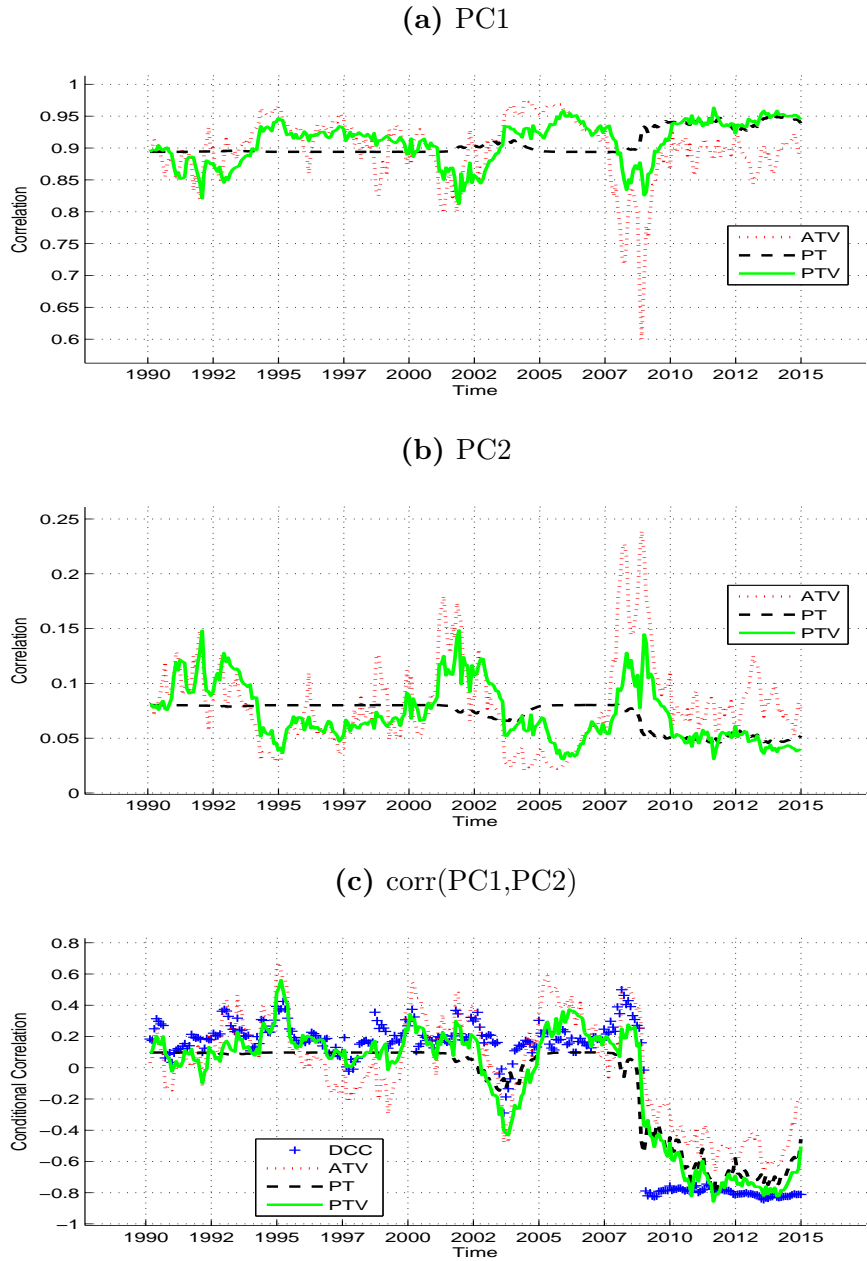 (a) PC1
1
0.95
0.9
0.85
0.8
0.75
0.7
0.65
0.6
Correlation
ATV
PT
PTV
1990 1992 1995 1997 2000 2002 2005 2007 2010 2012 2015
Time
(b) PC2
0.25
0.2
0.15
0.1
0.05
0
Correlation
ATV
PT
PTV
1990 1992 1995 1997 2000 2002 2005 2007 2010 2012 2015
Time
(c) corr(PC1,PC2)
0.8
0.6
0.4
0.2
0
−0.2
−0.4
−0.6
−0.8
−1
Conditional Correlation
DCC
ATV
PT
PTV
1990 1992 1995 1997 2000 2002 2005 2007 2010 2012 2015
Time